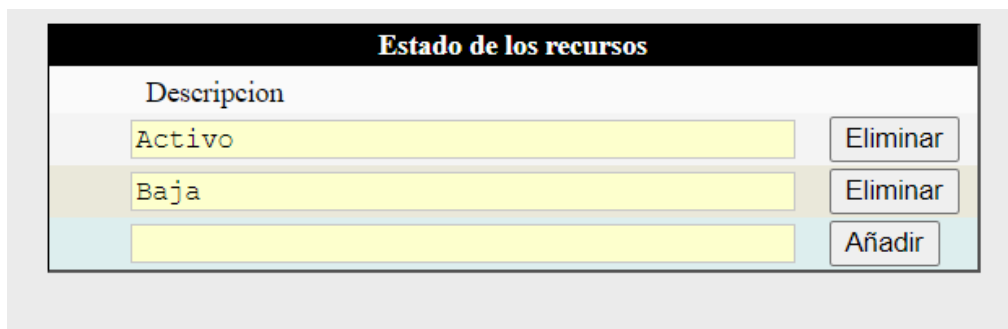 Estado de los recursos
Descripcion
Activo Eliminar
Baja Eliminar
Añadir